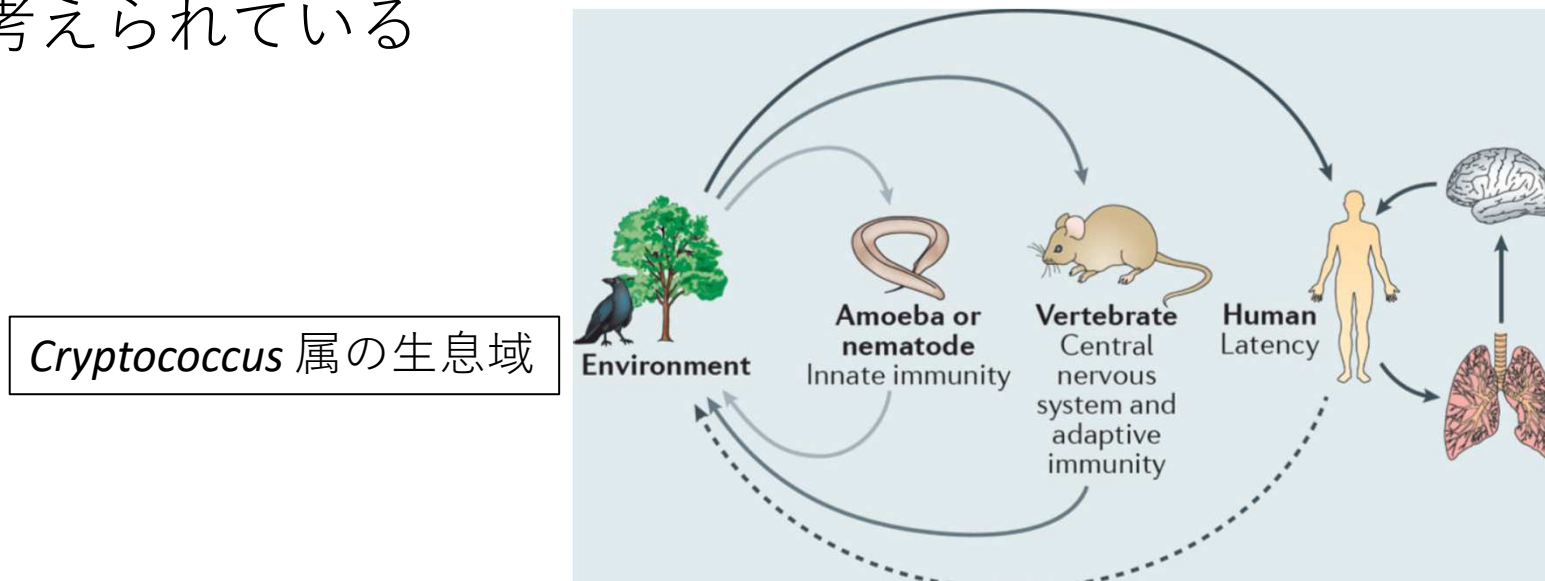 考えられている
Cryptococcus 属の生息域
Environment
Amoeba or
nematode
Innate immunity
Vertebrate
Central
nervous
system and
adaptive
immunity
Human
Latency